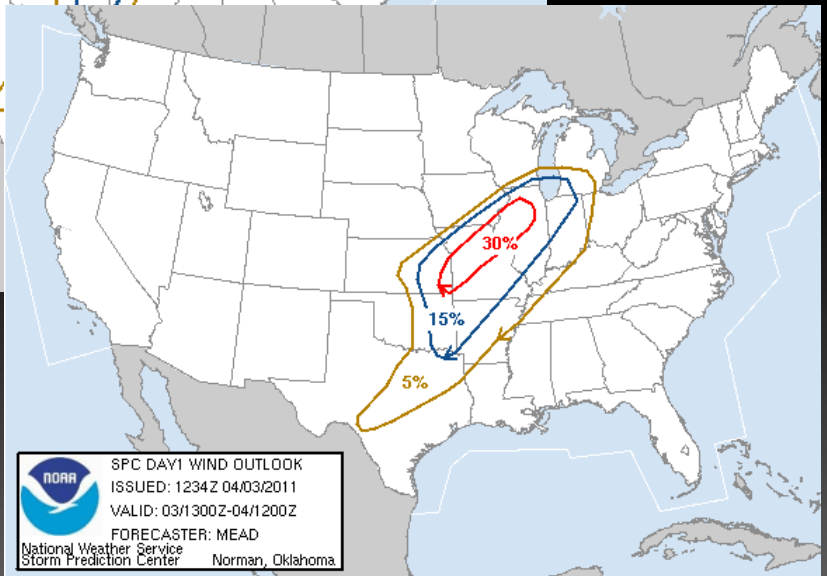 30%
15%
5%
NOAA
SPC DAY1 WIND OUTLOOK
ISSUED: 1234Z 04/03/2011
VALID: 03/1300Z-04/1200Z
FORECASTER: MEAD
National Weather Service
Storm Prediction Center Norman, Oklahoma